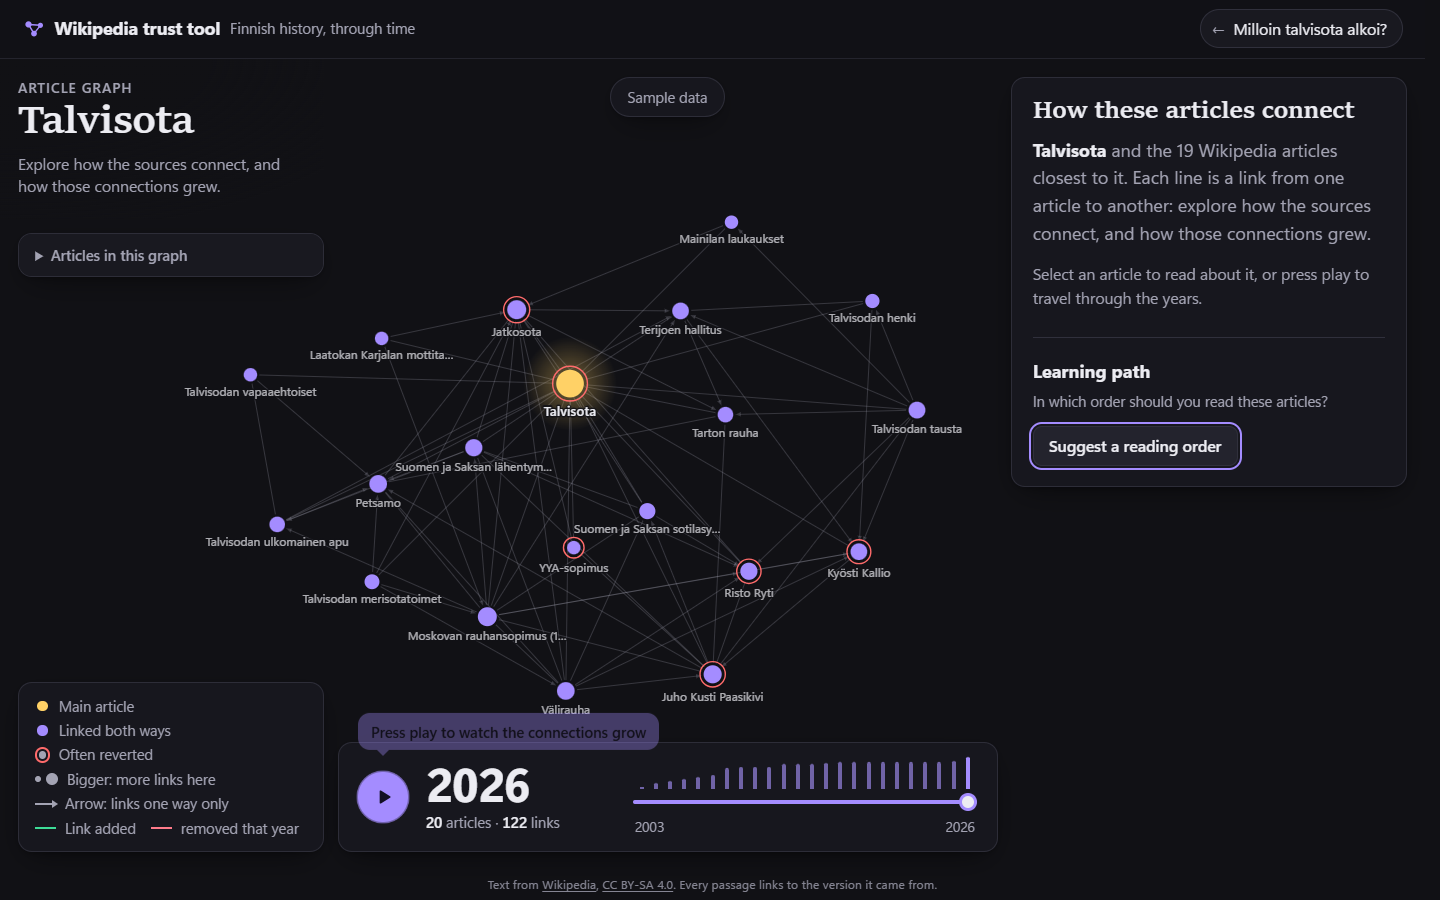 Wikipedia trust tool Finnish history, through time
← Milloin talvisota alkoi?
ARTICLE GRAPH
Talvisota
Explore how the sources connect, and
how those connections grew.
Articles in this graph
Sample data
Mainilan laukaukset
Talvisodan henki
Jatkosota
Terijoen hallitus
Laatokan Karjalan mottita...
Talvisodan vapaaehtoiset
Talvisota
Tarton rauha
Talvisodan tausta
Suomen ja Saksan lähentym...
Petsamo
Suomen ja Saksan sotilasy...
Talvisodan ulkomainen apu
YYA-sopimus
Kyösti Kallio
Risto Ryti
Talvisodan merisotatoimet
Moskovan rauhansopimus (1...
Juho Kusti Paasikivi
Välirauha
How these articles connect
Talvisota and the 19 Wikipedia articles
closest to it. Each line is a link from one
article to another: explore how the sources
connect, and how those connections grew.
Select an article to read about it, or press play to
travel through the years.
Learning path
In which order should you read these articles?
Suggest a reading order
Main article
Linked both ways
Often reverted
Bigger: more links here
Arrow: links one way only
Link added removed that year
Press play to watch the connections grow
2026
20 articles · 122 links
2003 2026
Text from Wikipedia, CC BY-SA 4.0. Every passage links to the version it came from.